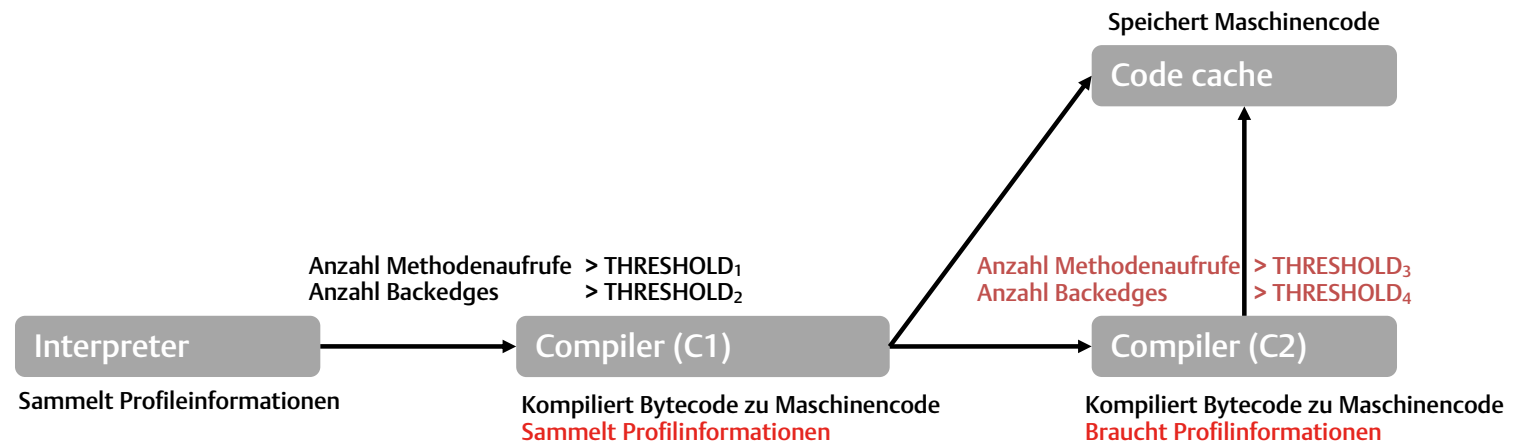 Speichert Maschinencode
Code cache
Anzahl Methodenaufrufe > THRESHOLD₁
Anzahl Backedges > THRESHOLD₂
Anzahl Methodenaufrufe > THRESHOLD₃
Anzahl Backedges > THRESHOLD₄
Interpreter
Compiler (C1)
Compiler (C2)
Sammelt Profileinformationen
Kompiliert Bytecode zu Maschinencode
Sammelt Profilinformationen
Kompiliert Bytecode zu Maschinencode
Braucht Profilinformationen